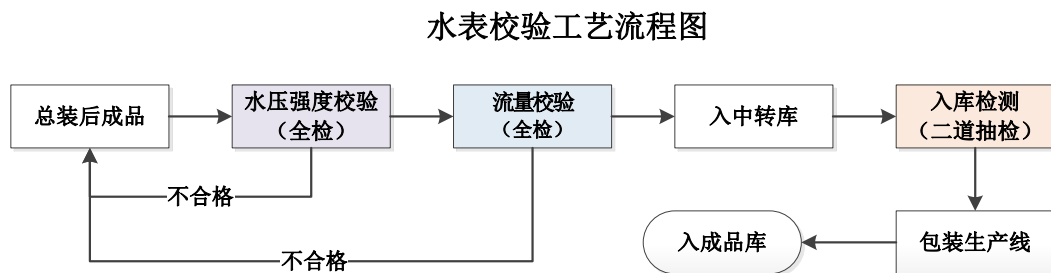 水表校验工艺流程图
总装后成品
水压强度校验
（全检）
流量校验
（全检）
入中转库
入库检测
（二道抽检）
不合格
不合格
入成品库
包装生产线